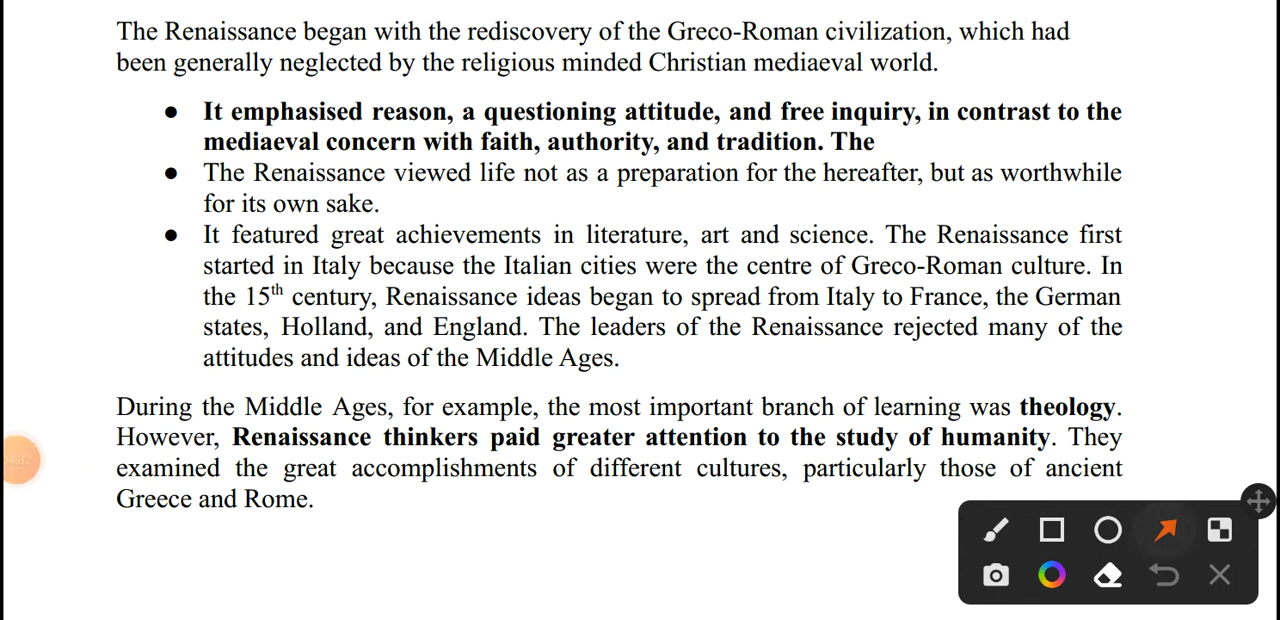 The Renaissance began with the rediscovery of the Greco-Roman civilization, which had
been generally neglected by the religious minded Christian mediaeval world.
● It emphasised reason, a questioning attitude, and free inquiry, in contrast to the
mediaeval concern with faith, authority, and tradition. The
● The Renaissance viewed life not as a preparation for the hereafter, but as worthwhile
for its own sake.
● It featured great achievements in literature, art and science. The Renaissance first
started in Italy because the Italian cities were the centre of Greco-Roman culture. In
the 15th century, Renaissance ideas began to spread from Italy to France, the German
states, Holland, and England. The leaders of the Renaissance rejected many of the
attitudes and ideas of the Middle Ages.
During the Middle Ages, for example, the most important branch of learning was theology.
However, Renaissance thinkers paid greater attention to the study of humanity. They
examined the great accomplishments of different cultures, particularly those of ancient
Greece and Rome.